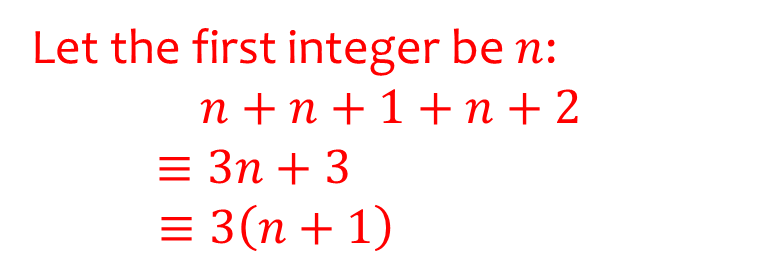 Let the first integer be n:
n + n + 1 + n + 2
≡ 3n + 3
≡ 3(n + 1)